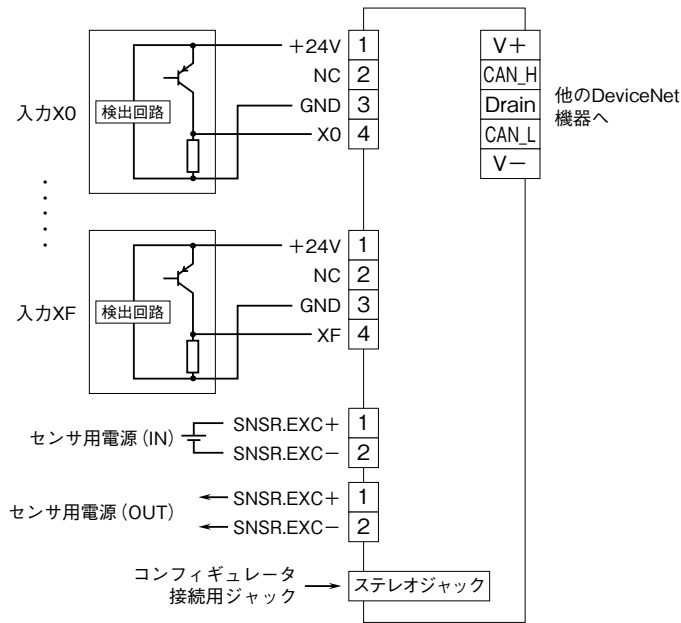 入力X0
検出回路
+24V 1
NC 2
GND 3
X0 4
V+
CAN_H
Drain
CAN_L
V−
他のDeviceNet
機器へ
入力XF
検出回路
+24V 1
NC 2
GND 3
XF 4
センサ用電源(IN)
SNSR.EXC+ 1
SNSR.EXC− 2
センサ用電源(OUT)
SNSR.EXC+ 1
SNSR.EXC− 2
コンフィギュレータ
接続用ジャック
ステレオジャック